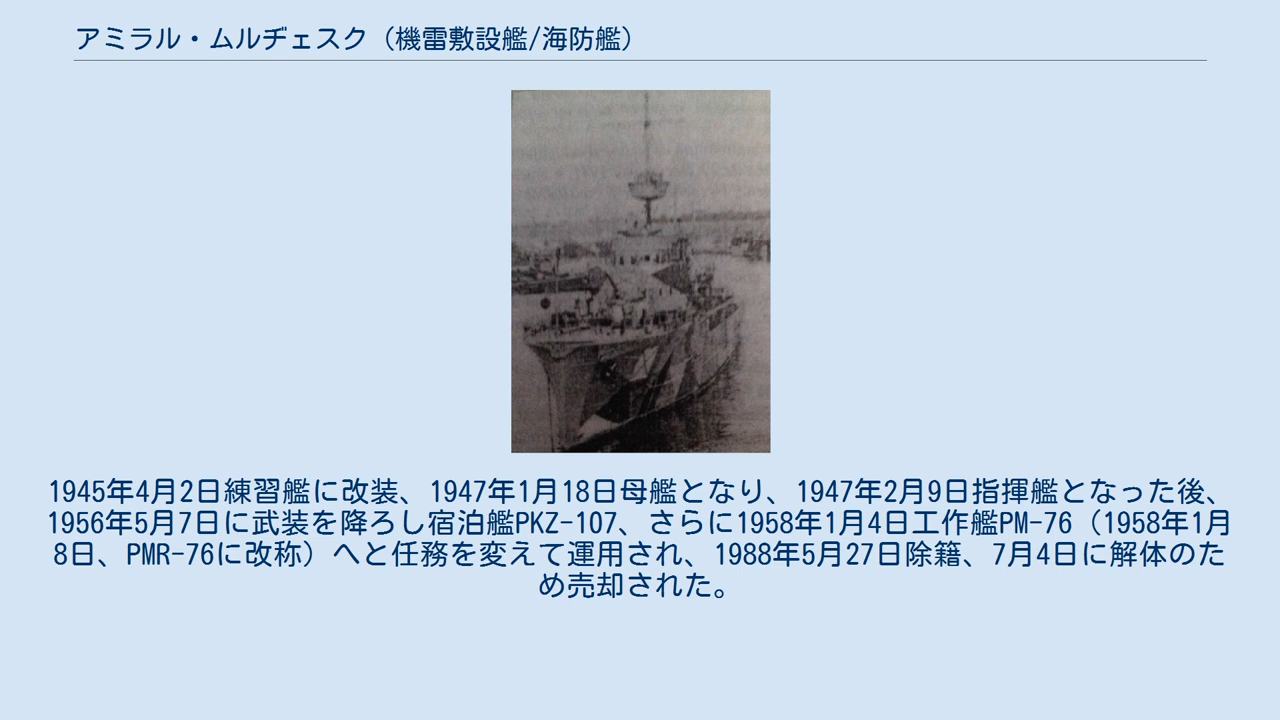 アミラル・ムルヂェスク（機雷敷設艦/海防艦）
1945年4月2日練習艦に改装、1947年1月18日母艦となり、1947年2月9日指揮艦となった後、
1956年5月7日に武装を降ろし宿泊艦PKZ-107、さらに1958年1月4日工作艦PM-76（1958年1月
8日、PMR-76に改称）へと任務を変えて運用され、1988年5月27日除籍、7月4日に解体のた
め売却された。